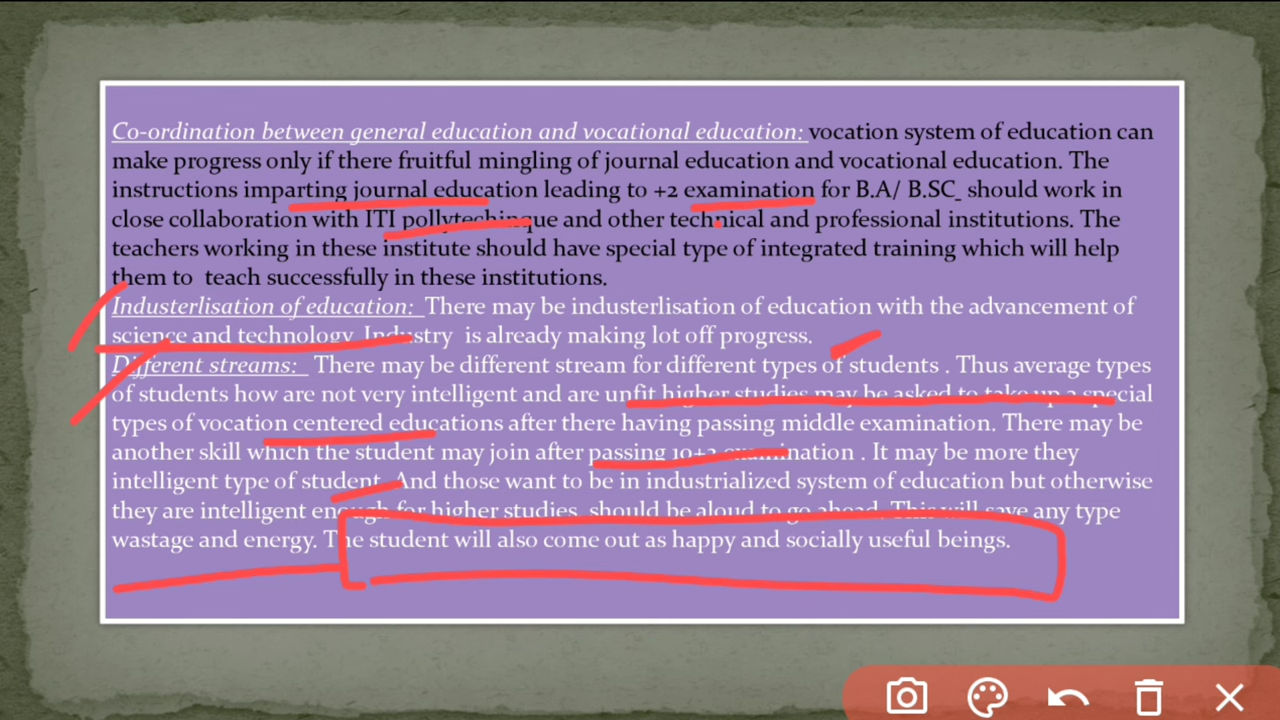 Co-ordination between general education and vocational education: vocation system of education can
make progress only if there fruitful mingling of journal education and vocational education. The
instructions imparting journal education leading to +2 examination for B.A/ B.SC_ should work in
close collaboration with ITI pollytechinque and other technical and professional institutions. The
teachers working in these institute should have special type of integrated training which will help
them to teach successfully in these institutions.
Industerlisation of education: There may be industerlisation of education with the advancement of
science and technology. Industry is already making lot off progress.
Different streams: There may be different stream for different types of students . Thus average types
of students how are not very intelligent and are unfit higher studies may be asked to take up a special
types of vocation centered educations after there having passing middle examination. There may be
another skill which the student may join after passing 10+2 examination . It may be more they
intelligent type of student. And those want to be in industrialized system of education but otherwise
they are intelligent enough for higher studies, should be aloud to go ahead. This will save any type
wastage and energy. The student will also come out as happy and socially useful beings.